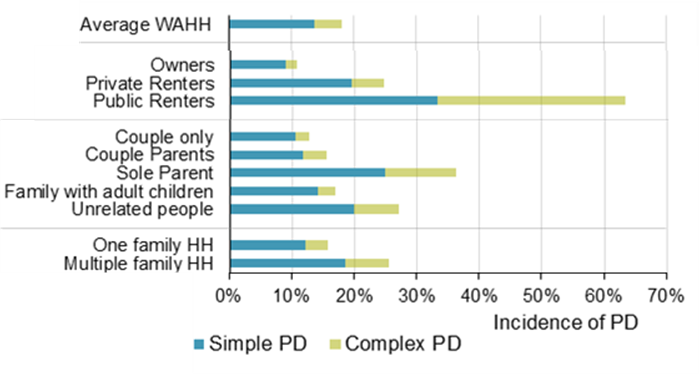 Average WAHH
Owners
Private Renters
Public Renters
Couple only
Couple Parents
Sole Parent
Family with adult children
Unrelated people
One family HH
Multiple family HH
0% 10% 20% 30% 40% 50% 60% 70%
Incidence of PD
Simple PD Complex PD